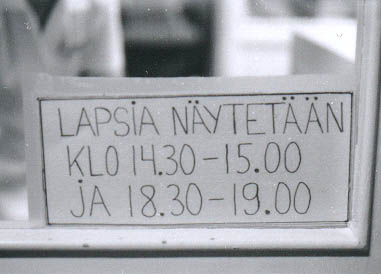 LAPSIA NÄYTETÄÄN
KLO 14.30-15.00
JA 18.30-19.00